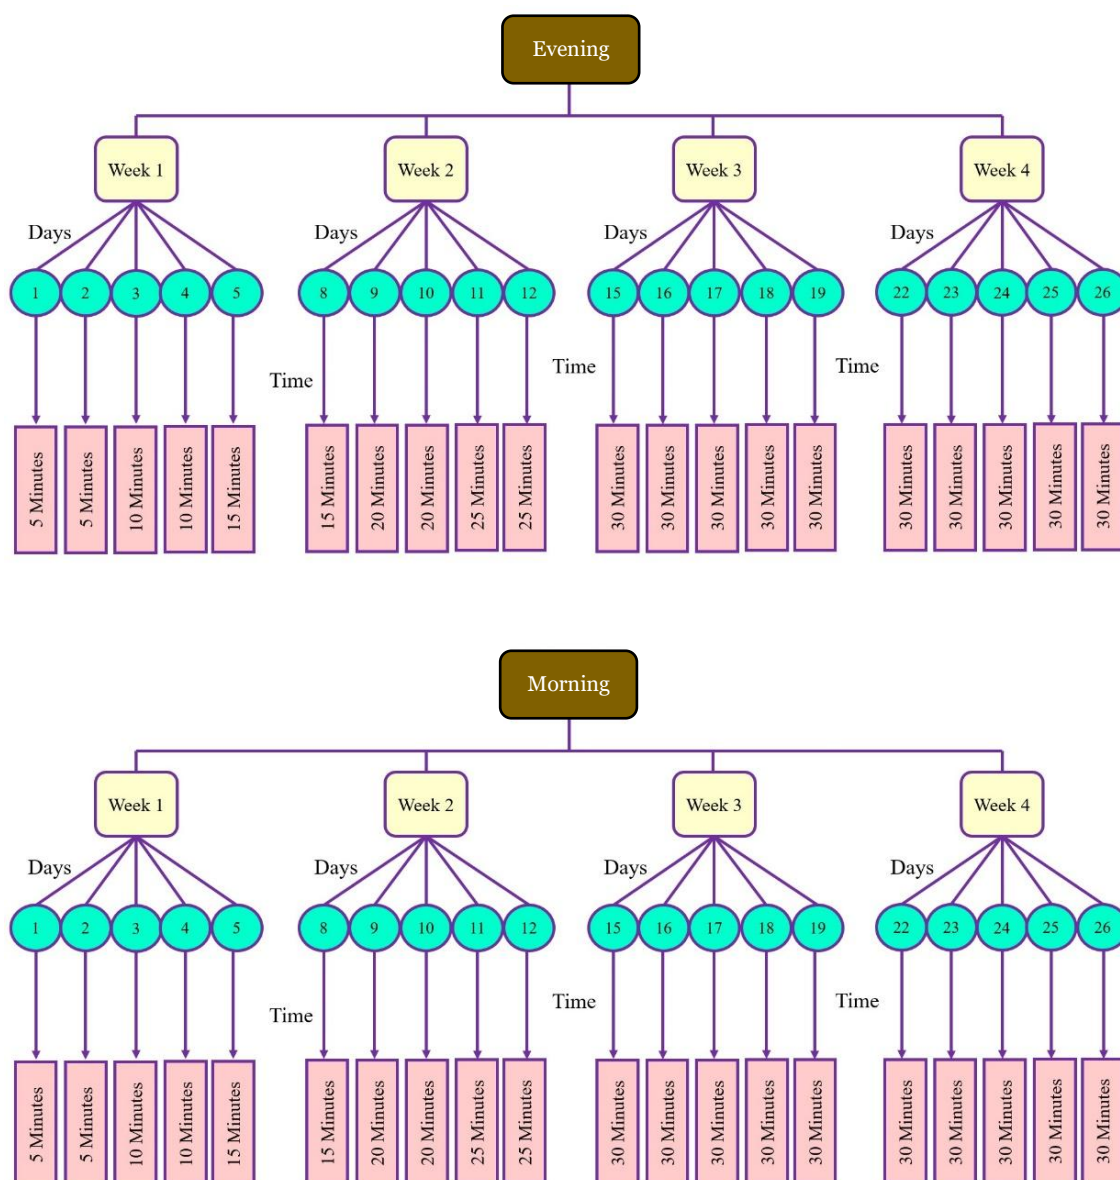 Evening
Week 1 Week 2 Week 3 Week 4
Days Days Days Days
1 2 3 4 5 8 9 10 11 12 15 16 17 18 19 22 23 24 25 26
Time Time Time
5 Minutes
5 Minutes
10 Minutes
10 Minutes
15 Minutes
15 Minutes
20 Minutes
20 Minutes
25 Minutes
25 Minutes
30 Minutes
30 Minutes
30 Minutes
30 Minutes
30 Minutes
30 Minutes
30 Minutes
30 Minutes
30 Minutes
30 Minutes
Morning
Week 1 Week 2 Week 3 Week 4
Days Days Days Days
1 2 3 4 5 8 9 10 11 12 15 16 17 18 19 22 23 24 25 26
Time Time Time
5 Minutes
5 Minutes
10 Minutes
10 Minutes
15 Minutes
15 Minutes
20 Minutes
20 Minutes
25 Minutes
25 Minutes
30 Minutes
30 Minutes
30 Minutes
30 Minutes
30 Minutes
30 Minutes
30 Minutes
30 Minutes
30 Minutes
30 Minutes